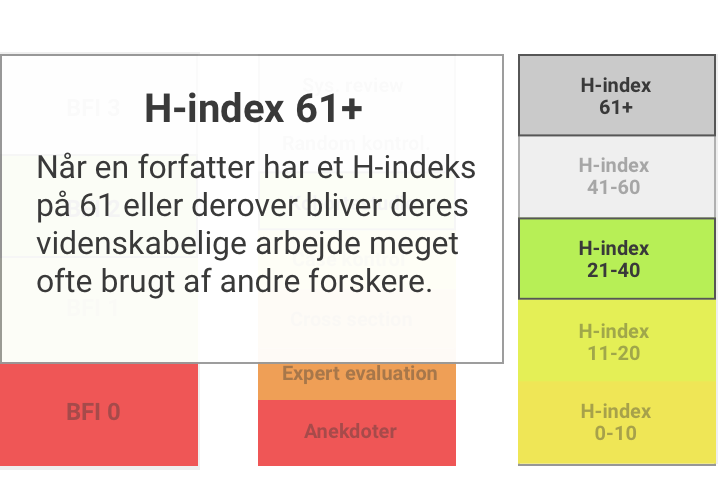 H-index 61+
Når en forfatter har et H-indeks
på 61 eller derover bliver deres
videnskabelige arbejde meget
ofte brugt af andre forskere.
BFI 3
BFI 2
BFI 1
BFI 0
Sys. review
Random kontrol
Cross section
Expert evaluation
Anekdoter
H-index
61+
H-index
41-60
H-index
21-40
H-index
11-20
H-index
0-10